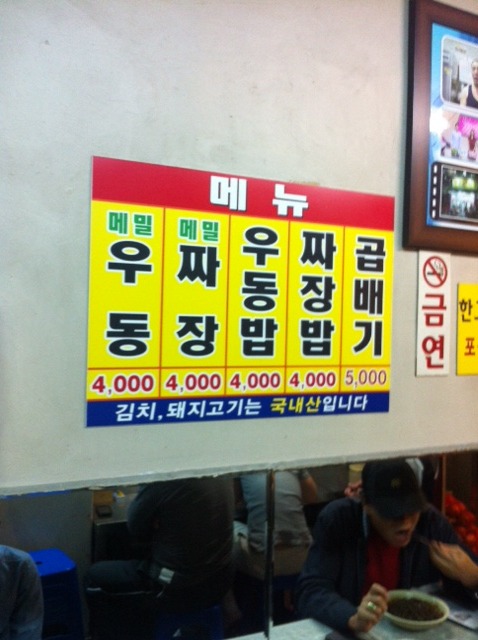 메뉴
메밀 우동 4,000
메밀 짜장 4,000
우동밥 4,000
짜장밥 4,000
곱배기 5,000
김치, 돼지고기는 국내산입니다
금연
한
포